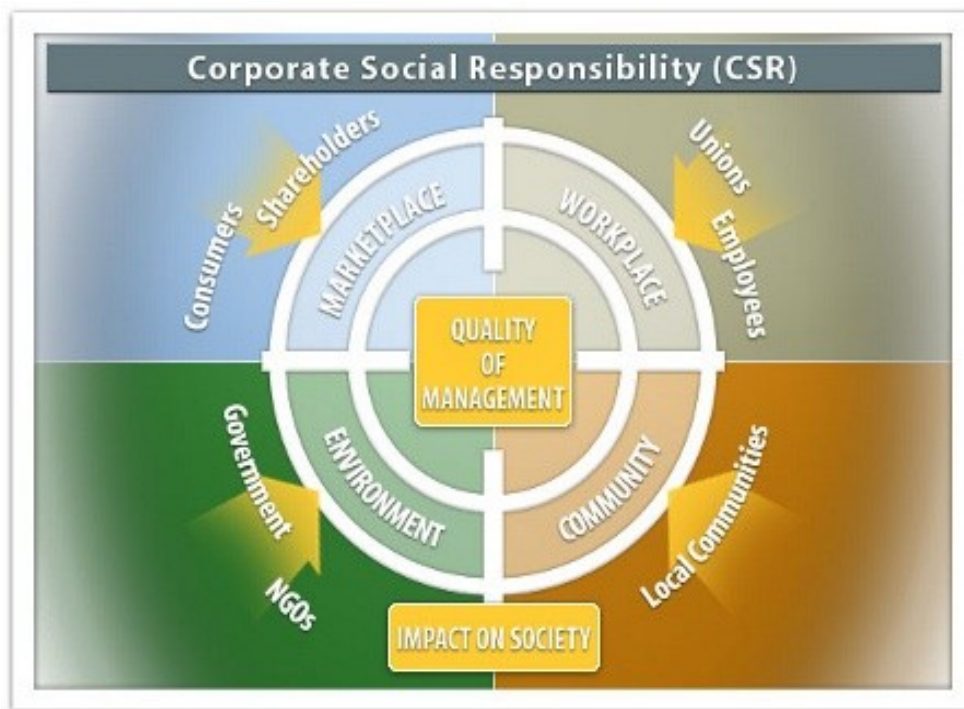 Corporate Social Responsibility (CSR)
Consumers
Shareholders
MARKETPLACE
WORKPLACE
Unions
Employees
QUALITY
OF
MANAGEMENT
Government
NGOs
ENVIRONMENT
COMMUNITY
Local Communities
IMPACT ON SOCIETY